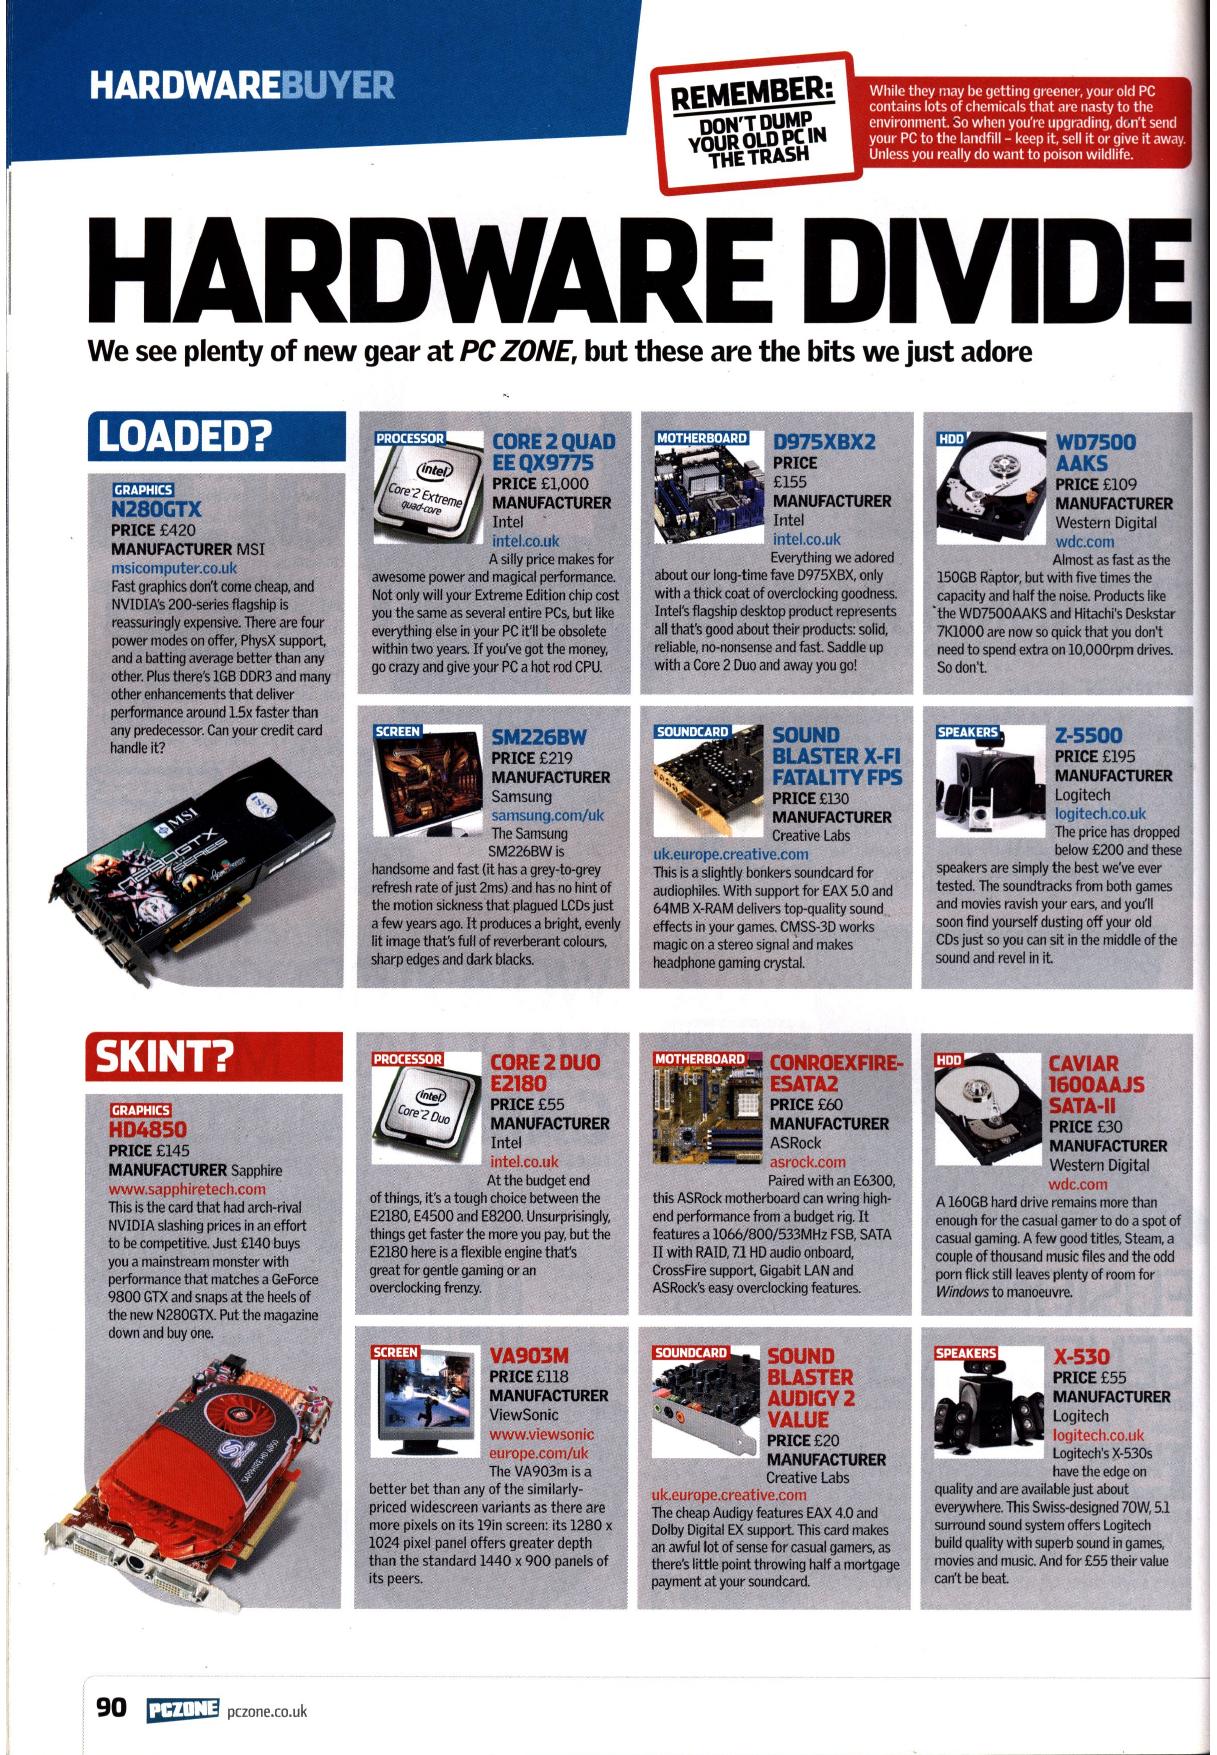 HARDWAREBUYER
REMEMBER:
DON'T DUMP
YOUR OLD PC IN
THE TRASH
While they may be getting greener, your old PC
contains lots of chemicals that are nasty to the
environment. So when you're upgrading, don't send
your PC to the landfill – keep it, sell it or give it away.
Unless you really do want to poison wildlife.
HARDWARE DIVIDE
We see plenty of new gear at PC ZONE, but these are the bits we just adore
LOADED?
GRAPHICS
N280GTX
PRICE £420
MANUFACTURER MSI
msicomputer.co.uk
Fast graphics don't come cheap, and
NVIDIA's 200-series flagship is
reassuringly expensive. There are four
power modes on offer, PhysX support,
and a batting average better than any
other. Plus there's 1GB DDR3 and many
other enhancements that deliver
performance around 1.5x faster than
any predecessor. Can your credit card
handle it?
MSI
MSI
N280GTX
SERIES
PROCESSOR
intel
Core 2 Extreme
quad-core
CORE 2 QUAD
EE QX9775
PRICE £1,000
MANUFACTURER
Intel
intel.co.uk
A silly price makes for
awesome power and magical performance.
Not only will your Extreme Edition chip cost
you the same as several entire PCs, but like
everything else in your PC it'll be obsolete
within two years. If you've got the money,
go crazy and give your PC a hot rod CPU.
MOTHERBOARD
D975XBX2
PRICE
£155
MANUFACTURER
Intel
intel.co.uk
Everything we adored
about our long-time fave D975XBX, only
with a thick coat of overclocking goodness.
Intel's flagship desktop product represents
all that's good about their products: solid,
reliable, no-nonsense and fast. Saddle up
with a Core 2 Duo and away you go!
HDD
WD7500
AAKS
PRICE £109
MANUFACTURER
Western Digital
wdc.com
Almost as fast as the
150GB Raptor, but with five times the
capacity and half the noise. Products like
the WD7500AAKS and Hitachi's Deskstar
7K1000 are now so quick that you don't
need to spend extra on 10,000rpm drives.
So don't.
SCREEN
SM226BW
PRICE £219
MANUFACTURER
Samsung
samsung.com/uk
The Samsung
SM226BW is
handsome and fast (it has a grey-to-grey
refresh rate of just 2ms) and has no hint of
the motion sickness that plagued LCDs just
a few years ago. It produces a bright, evenly
lit image that's full of reverberant colours,
sharp edges and dark blacks.
SOUNDCARD
SOUND
BLASTER X-FI
FATAL1TY FPS
PRICE £130
MANUFACTURER
Creative Labs
uk.europe.creative.com
This is a slightly bonkers soundcard for
audiophiles. With support for EAX 5.0 and
64MB X-RAM delivers top-quality sound
effects in your games. CMSS-3D works
magic on a stereo signal and makes
headphone gaming crystal.
SPEAKERS
Z-5500
PRICE £195
MANUFACTURER
Logitech
logitech.co.uk
The price has dropped
below £200 and these
speakers are simply the best we've ever
tested. The soundtracks from both games
and movies ravish your ears, and you'll
soon find yourself dusting off your old
CDs just so you can sit in the middle of the
sound and revel in it.
SKINT?
GRAPHICS
HD4850
PRICE £145
MANUFACTURER Sapphire
www.sapphiretech.com
This is the card that had arch-rival
NVIDIA slashing prices in an effort
to be competitive. Just £140 buys
you a mainstream monster with
performance that matches a GeForce
9800 GTX and snaps at the heels of
the new N280GTX. Put the magazine
down and buy one.
SAPPHIRE HD 4850
PROCESSOR
intel
Core 2 Duo
CORE 2 DUO
E2180
PRICE £55
MANUFACTURER
Intel
intel.co.uk
At the budget end
of things, it's a tough choice between the
E2180, E4500 and E8200. Unsurprisingly,
things get faster the more you pay, but the
E2180 here is a flexible engine that's
great for gentle gaming or an
overclocking frenzy.
MOTHERBOARD
CONROEXFIRE-
ESATA2
PRICE £60
MANUFACTURER
ASRock
asrock.com
Paired with an E6300,
this ASRock motherboard can wring high-
end performance from a budget rig. It
features a 1066/800/533MHz FSB, SATA
II with RAID, 7.1 HD audio onboard,
CrossFire support, Gigabit LAN and
ASRock's easy overclocking features.
HDD
CAVIAR
1600AAJS
SATA-II
PRICE £30
MANUFACTURER
Western Digital
wdc.com
A 160GB hard drive remains more than
enough for the casual gamer to do a spot of
casual gaming. A few good titles, Steam, a
couple of thousand music files and the odd
porn flick still leaves plenty of room for
Windows to manoeuvre.
SCREEN
VA903M
PRICE £118
MANUFACTURER
ViewSonic
www.viewsonic
europe.com/uk
The VA903m is a
better bet than any of the similarly-
priced widescreen variants as there are
more pixels on its 19in screen: its 1280 x
1024 pixel panel offers greater depth
than the standard 1440 x 900 panels of
its peers.
SOUNDCARD
SOUND
BLASTER
AUDIGY 2
VALUE
PRICE £20
MANUFACTURER
Creative Labs
uk.europe.creative.com
The cheap Audigy features EAX 4.0 and
Dolby Digital EX support. This card makes
an awful lot of sense for casual gamers, as
there's little point throwing half a mortgage
payment at your soundcard.
SPEAKERS
X-530
PRICE £55
MANUFACTURER
Logitech
logitech.co.uk
Logitech's X-530s
have the edge on
quality and are available just about
everywhere. This Swiss-designed 70W, 5.1
surround sound system offers Logitech
build quality with superb sound in games,
movies and music. And for £55 their value
can't be beat.
90 PCZONE pczone.co.uk